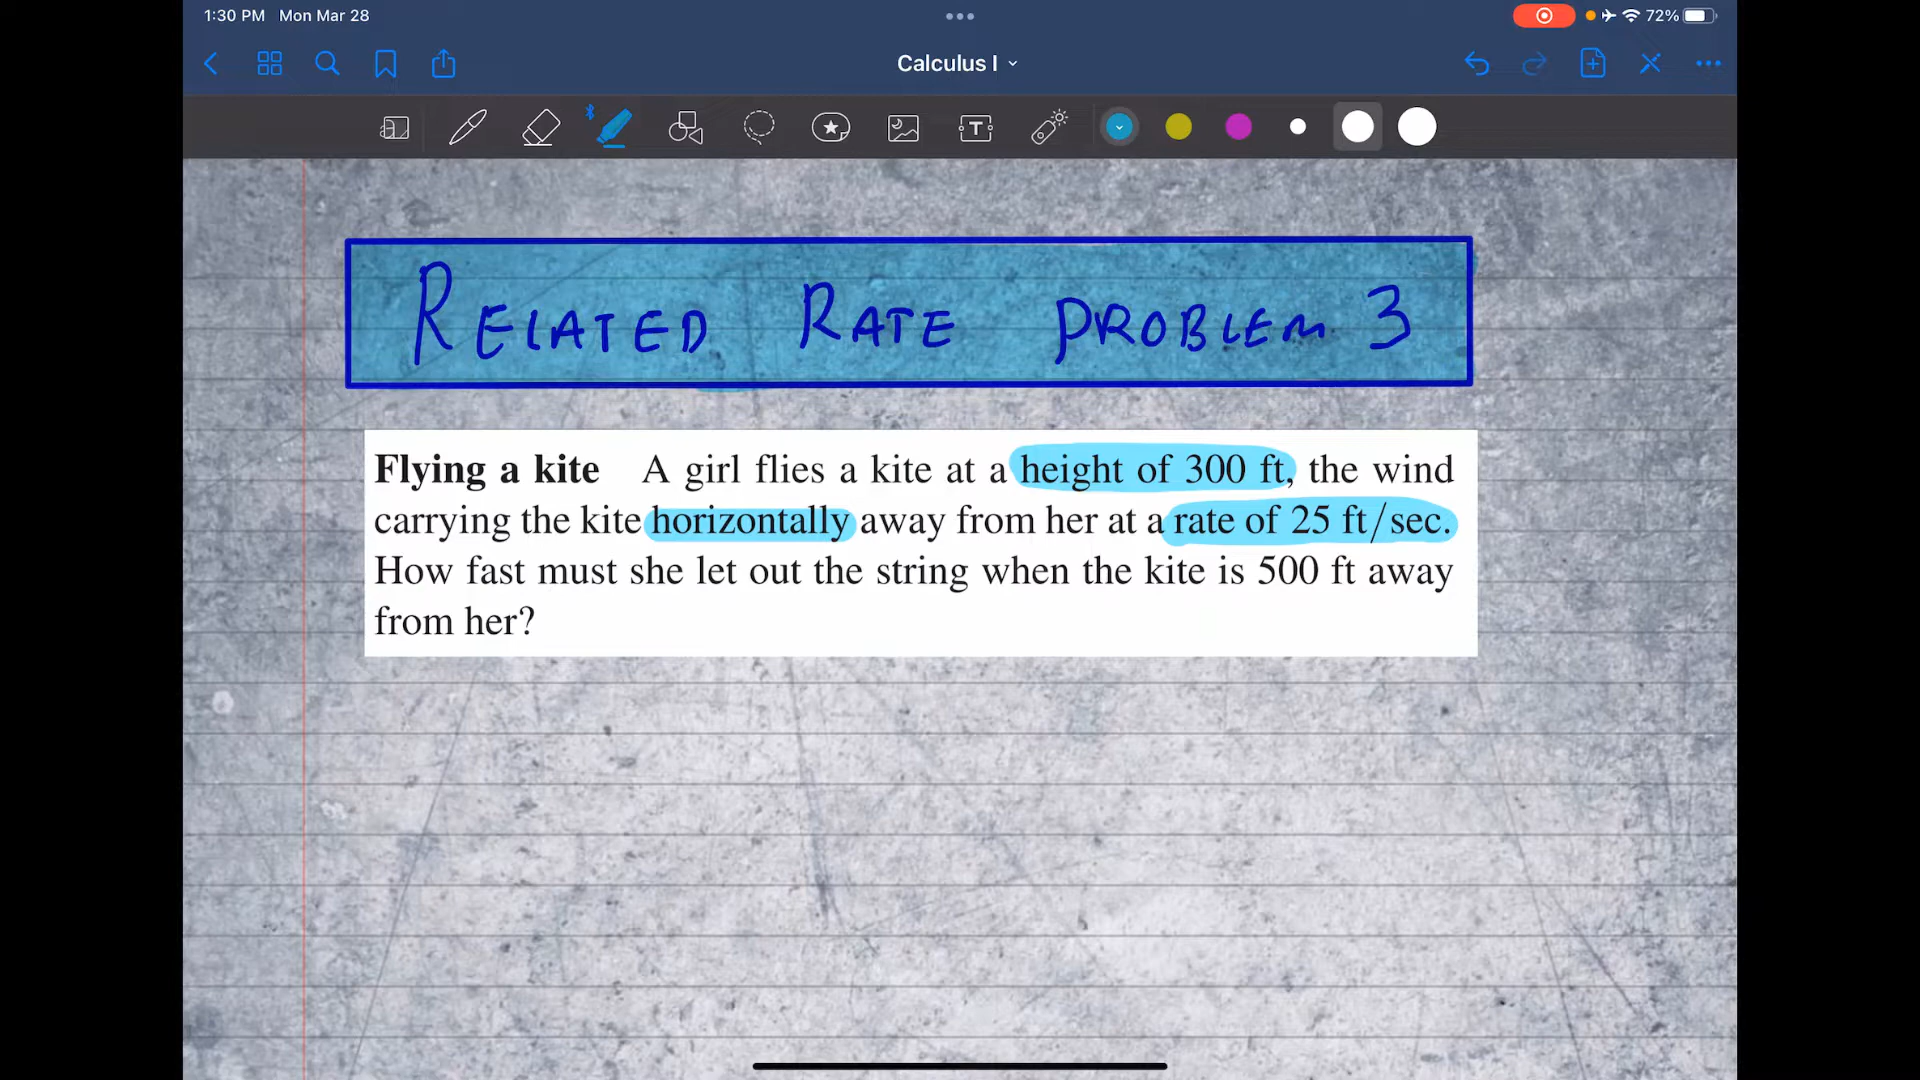 1:30 PM Mon Mar 28
72%
Calculus I
T
RELATED RATE PROBLEM 3
Flying a kite A girl flies a kite at a height of 300 ft, the wind
carrying the kite horizontally away from her at a rate of 25 ft/sec.
How fast must she let out the string when the kite is 500 ft away
from her?